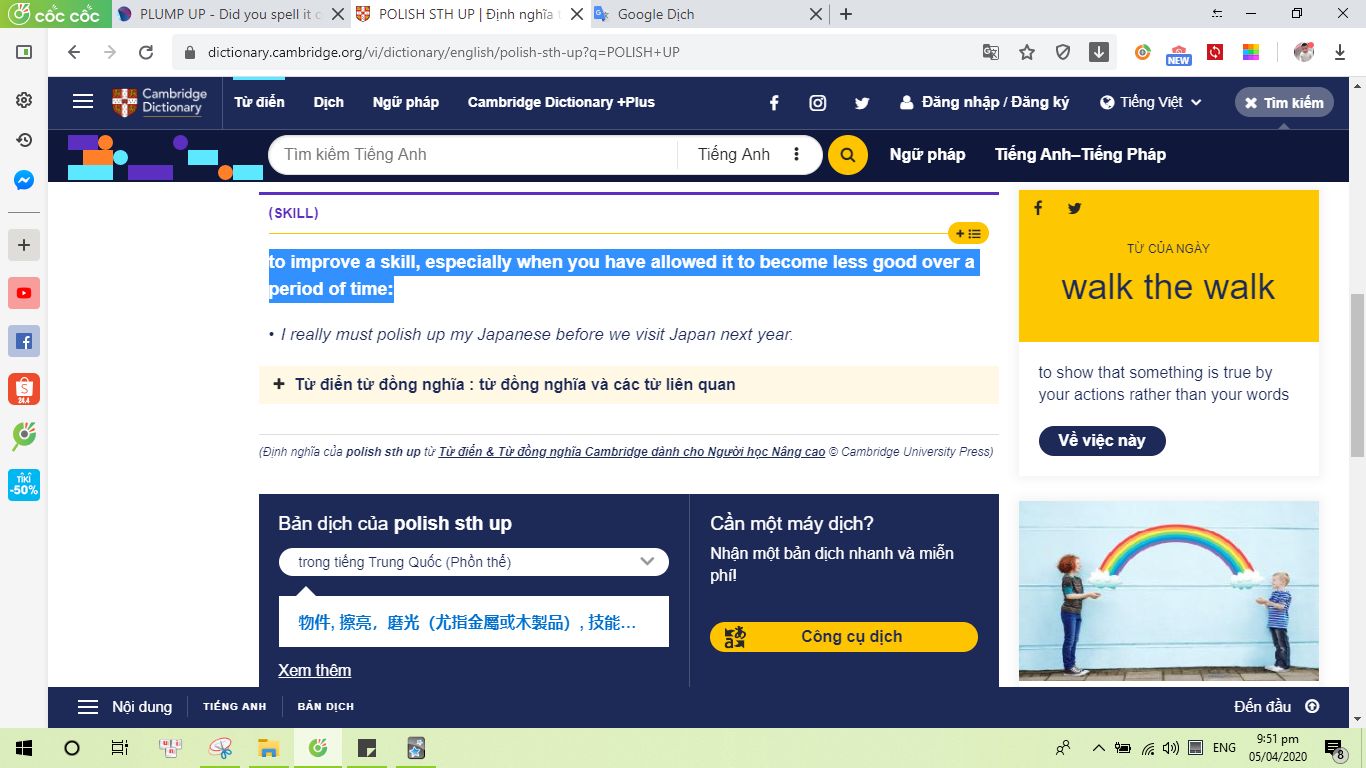 cốc cốc
PLUMP UP - Did you spell it c
POLISH STH UP | Định nghĩa t
Google Dịch
dictionary.cambridge.org/vi/dictionary/english/polish-sth-up?q=POLISH+UP
NEW
Cambridge
Dictionary
Từ điển
Dịch
Ngữ pháp
Cambridge Dictionary +Plus
Đăng nhập / Đăng ký
Tiếng Việt
Tìm kiếm
Tìm kiếm Tiếng Anh
Tiếng Anh
Ngữ pháp
Tiếng Anh–Tiếng Pháp
(SKILL)
to improve a skill, especially when you have allowed it to become less good over a
period of time:
• I really must polish up my Japanese before we visit Japan next year.
Từ điển từ đồng nghĩa : từ đồng nghĩa và các từ liên quan
(Định nghĩa của polish sth up từ Từ điển & Từ đồng nghĩa Cambridge dành cho Người học Nâng cao © Cambridge University Press)
Bản dịch của polish sth up
trong tiếng Trung Quốc (Phồn thể)
物件, 擦亮，磨光（尤指金屬或木製品）, 技能…
Xem thêm
Cần một máy dịch?
Nhận một bản dịch nhanh và miễn
phí!
Công cụ dịch
TỪ CỦA NGÀY
walk the walk
to show that something is true by
your actions rather than your words
Về việc này
24.4
TIKI
-50%
Nội dung
TIẾNG ANH
BẢN DỊCH
Đến đầu
ENG
9:51 pm
05/04/2020
8